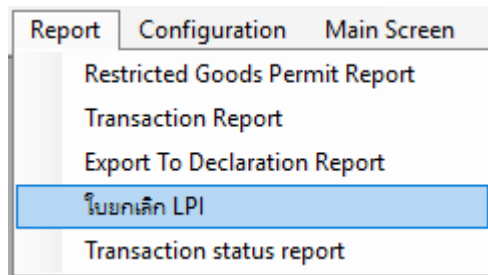 Report Configuration Main Screen
Restricted Goods Permit Report
Transaction Report
Export To Declaration Report
ใบยกเลิก LPI
Transaction status report